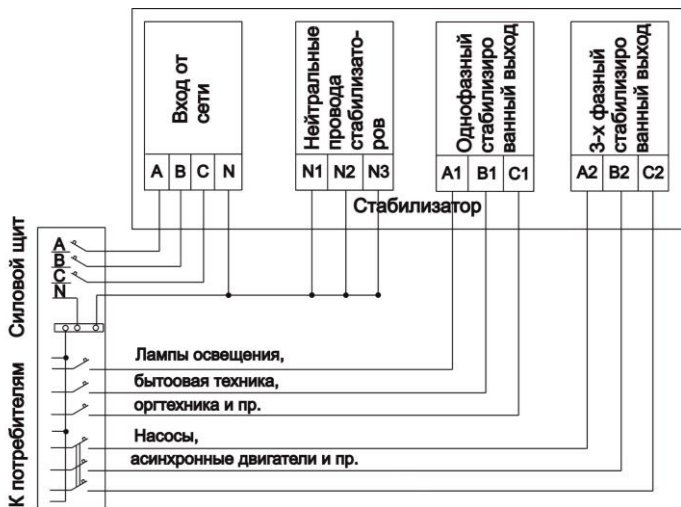 Вход от
сети
A B C N
Нейтральные
провода
стабилизато-
ров
N1 N2 N3
Однофазный
стабилизиро
ванный выход
A1 B1 C1
3-х фазный
стабилизиро
ванный выход
A2 B2 C2
Стабилизатор
Силовой щит
A
B
C
N
К потребителям
Лампы освещения,
бытоовая техника,
оргтехника и пр.
Насосы,
асинхронные двигатели и пр.